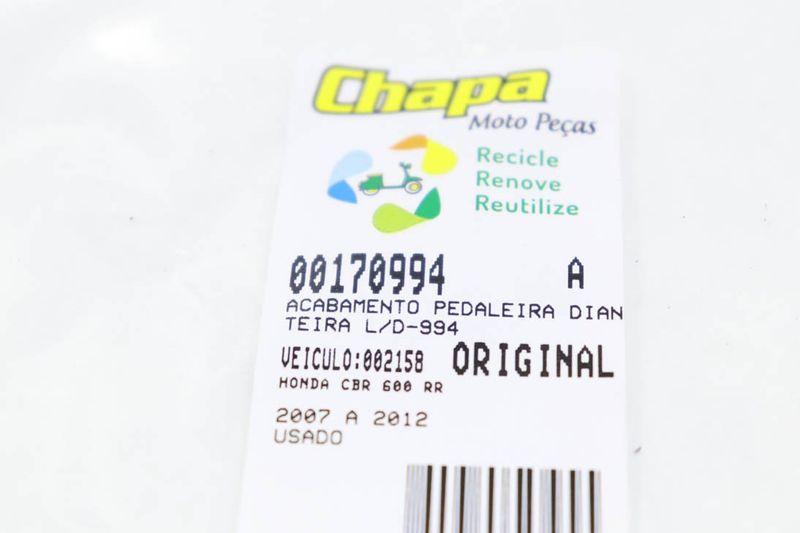 Chapa
Moto Peças
Recicle
Renove
Reutilize
00170994 A
ACABAMENTO PEDALEIRA DIAN
TEIRA L/D-994
VEICULO:002158 ORIGINAL
HONDA CBR 600 RR
2007 A 2012
USADO